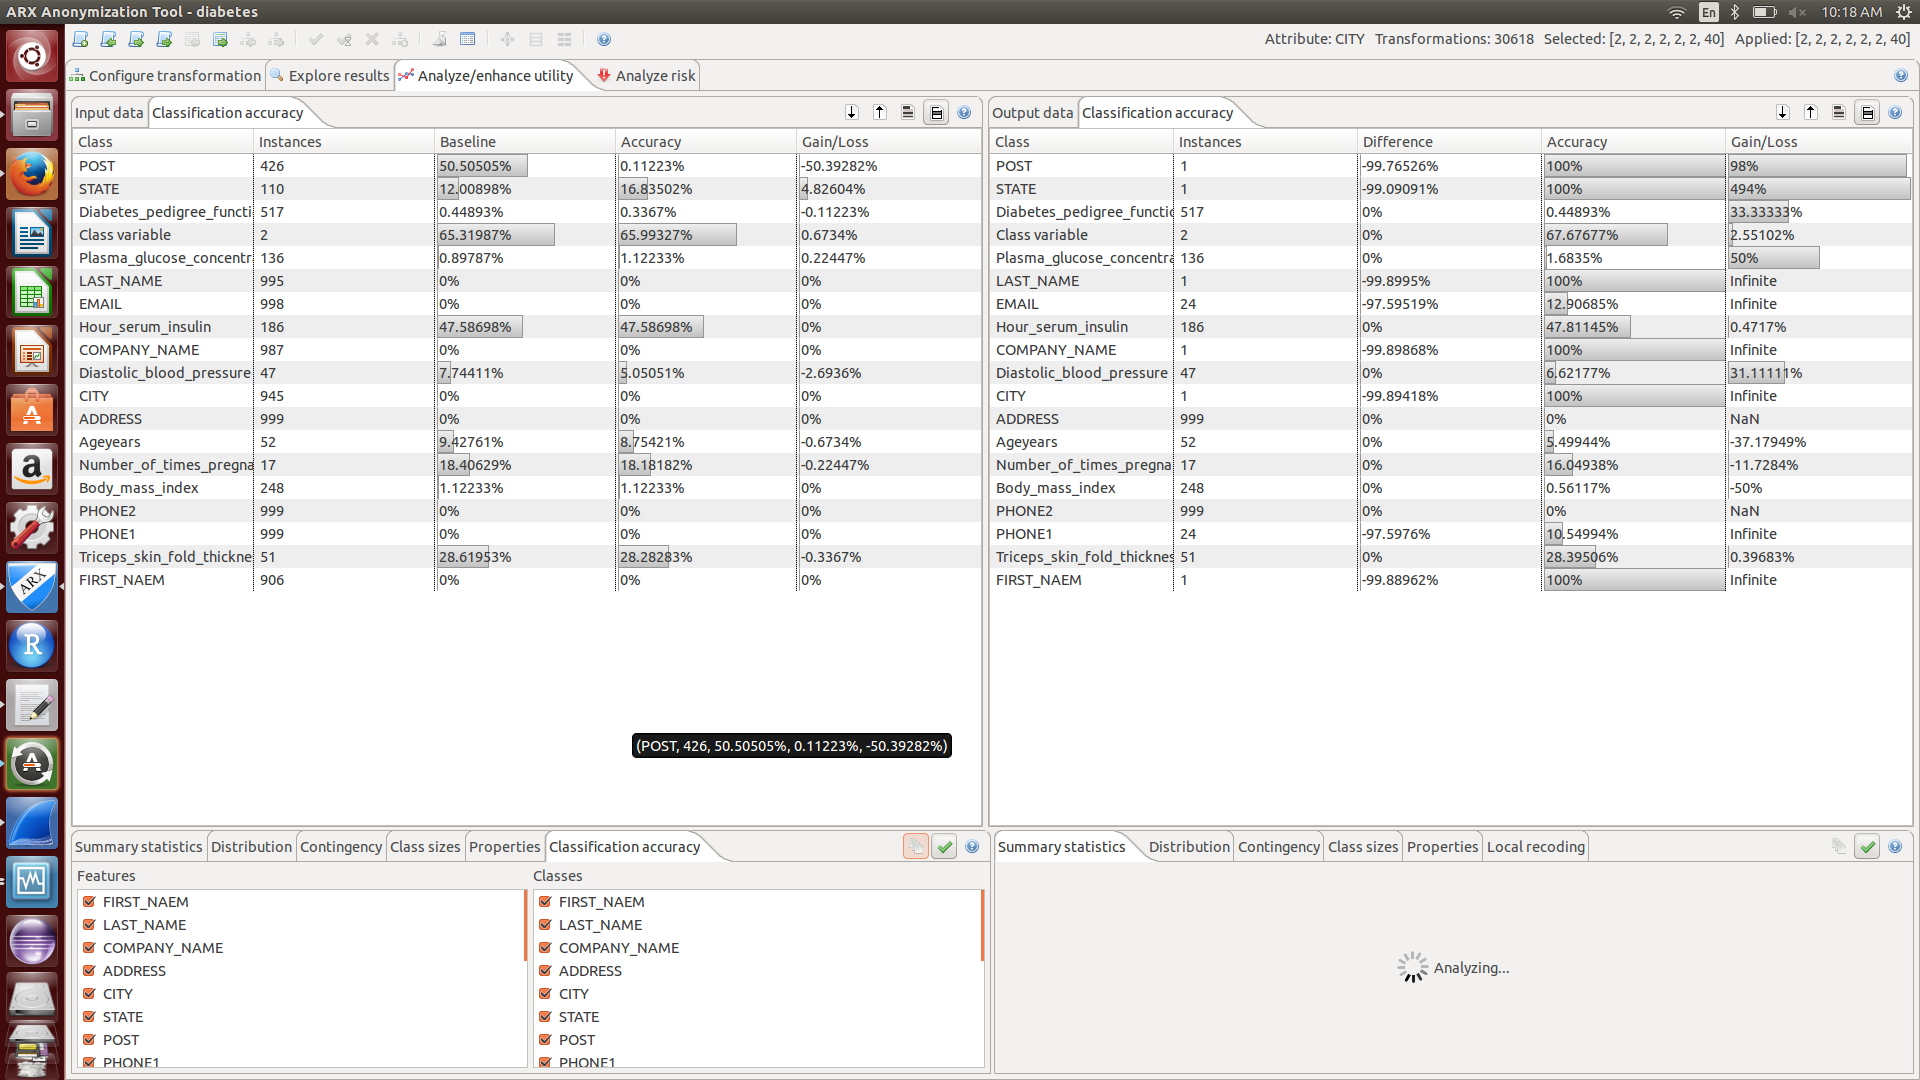 ARX Anonymization Tool - diabetes
En
10:18 AM
Attribute: CITY Transformations: 30618 Selected: [2, 2, 2, 2, 2, 2, 40] Applied: [2, 2, 2, 2, 2, 2, 40]
Configure transformation Explore results Analyze/enhance utility Analyze risk
Input data Classification accuracy
Class Instances Baseline Accuracy Gain/Loss
POST 426 50.50505% 0.11223% -50.39282%
STATE 110 12.00898% 16.83502% 4.82604%
Diabetes_pedigree_functi 517 0.44893% 0.3367% -0.11223%
Class variable 2 65.31987% 65.99327% 0.6734%
Plasma_glucose_concentr 136 0.89787% 1.12233% 0.22447%
LAST_NAME 995 0% 0% 0%
EMAIL 998 0% 0% 0%
Hour_serum_insulin 186 47.58698% 47.58698% 0%
COMPANY_NAME 987 0% 0% 0%
Diastolic_blood_pressure 47 7.74411% 5.05051% -2.6936%
CITY 945 0% 0% 0%
ADDRESS 999 0% 0% 0%
Ageyears 52 9.42761% 8.75421% -0.6734%
Number_of_times_pregna 17 18.40629% 18.18182% -0.22447%
Body_mass_index 248 1.12233% 1.12233% 0%
PHONE2 999 0% 0% 0%
PHONE1 999 0% 0% 0%
Triceps_skin_fold_thickne 51 28.61953% 28.28283% -0.3367%
FIRST_NAEM 906 0% 0% 0%
(POST, 426, 50.50505%, 0.11223%, -50.39282%)
Output data Classification accuracy
Class Instances Difference Accuracy Gain/Loss
POST 1 -99.76526% 100% 98%
STATE 1 -99.09091% 100% 494%
Diabetes_pedigree_functic 517 0% 0.44893% 33.33333%
Class variable 2 0% 67.67677% 2.55102%
Plasma_glucose_concentra 136 0% 1.6835% 50%
LAST_NAME 1 -99.8995% 100% Infinite
EMAIL 24 -97.59519% 12.90685% Infinite
Hour_serum_insulin 186 0% 47.81145% 0.4717%
COMPANY_NAME 1 -99.89868% 100% Infinite
Diastolic_blood_pressure 47 0% 6.62177% 31.11111%
CITY 1 -99.89418% 100% Infinite
ADDRESS 999 0% 0% NaN
Ageyears 52 0% 5.49944% -37.17949%
Number_of_times_pregna 17 0% 16.04938% -11.7284%
Body_mass_index 248 0% 0.56117% -50%
PHONE2 999 0% 0% NaN
PHONE1 24 -97.5976% 10.54994% Infinite
Triceps_skin_fold_thicknes 51 0% 28.39506% 0.39683%
FIRST_NAEM 1 -99.88962% 100% Infinite
Summary statistics Distribution Contingency Class sizes Properties Classification accuracy
Features Classes
FIRST_NAEM FIRST_NAEM
LAST_NAME LAST_NAME
COMPANY_NAME COMPANY_NAME
ADDRESS ADDRESS
CITY CITY
STATE STATE
POST POST
PHONE1 PHONE1
Summary statistics Distribution Contingency Class sizes Properties Local recoding
Analyzing...
a
ARX
R